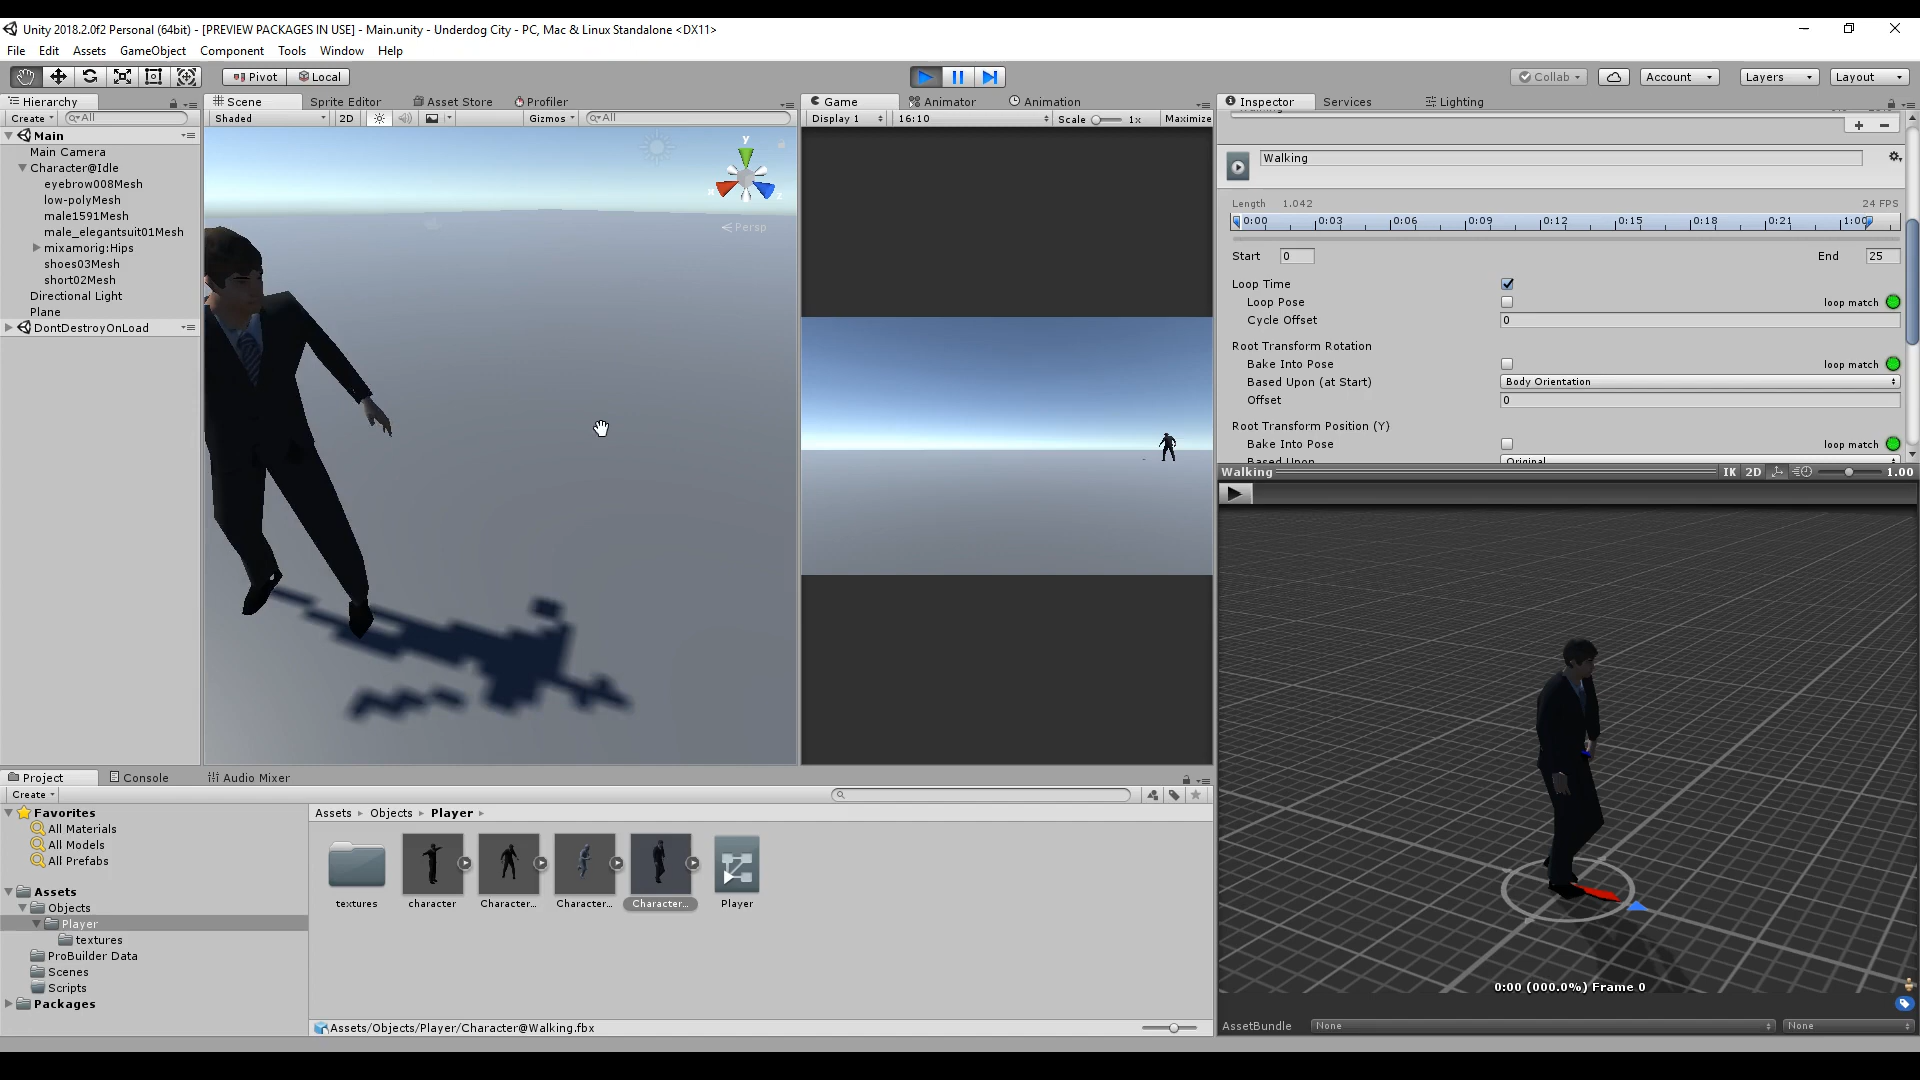 Unity 2018.2.0f2 Personal (64bit) - [PREVIEW PACKAGES IN USE] - Main.unity - Underdog City - PC, Mac & Linux Standalone <DX11>
File Edit Assets GameObject Component Tools Window Help
Pivot Local Collab Account Layers Layout
Hierarchy
Create All
Main
Main Camera
Character@Idle
eyebrow008Mesh
low-polyMesh
male1591Mesh
male_elegantsuit01Mesh
mixamorig:Hips
shoes03Mesh
short02Mesh
Directional Light
Plane
DontDestroyOnLoad
Scene Sprite Editor Asset Store Profiler
Shaded 2D Gizmos All
y
x z
Persp
Game Animator Animation
Display 1 16:10 Scale 1x Maximize
Inspector Services Lighting
Walking
Length 1.042 24 FPS
0:00 0:03 0:06 0:09 0:12 0:15 0:18 0:21 1:00
Start 0 End 25
Loop Time
Loop Pose loop match
Cycle Offset 0
Root Transform Rotation
Bake Into Pose loop match
Based Upon (at Start) Body Orientation
Offset 0
Root Transform Position (Y)
Bake Into Pose loop match
Based Upon Original
Walking IK 2D 1.00
0:00 (000.0%) Frame 0
AssetBundle None None
Project Console Audio Mixer
Create
Favorites
All Materials
All Models
All Prefabs
Assets
Objects
Player
textures
ProBuilder Data
Scenes
Scripts
Packages
Assets Objects Player
textures character Character... Character... Character... Player
Assets/Objects/Player/Character@Walking.fbx